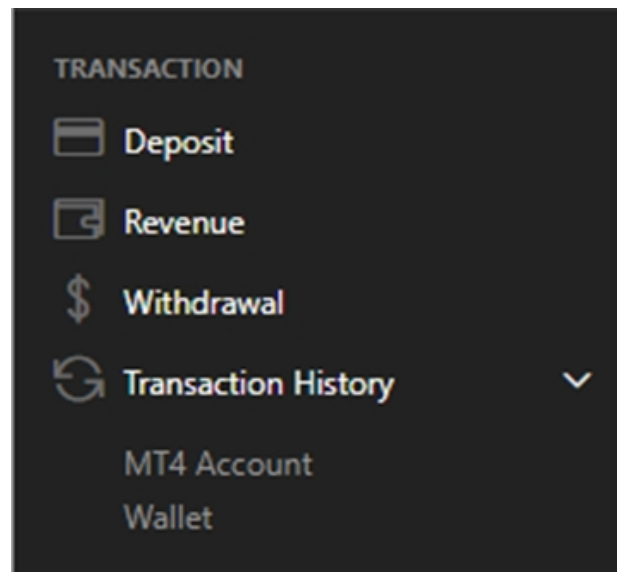 TRANSACTION
Deposit
Revenue
Withdrawal
Transaction History
MT4 Account
Wallet